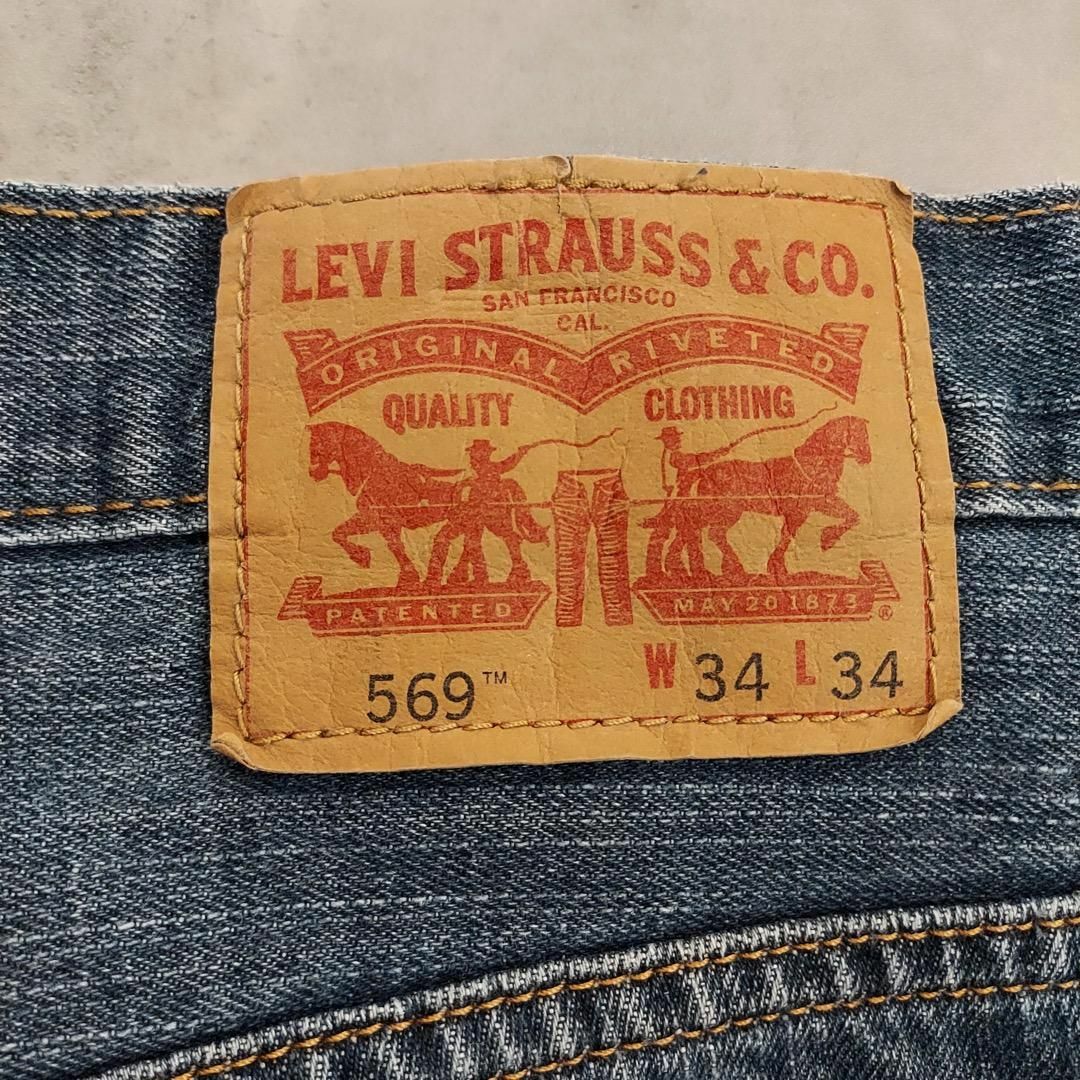 LEVI STRAUSS & CO.
SAN FRANCISCO
CAL.
ORIGINAL RIVETED
QUALITY CLOTHING
PATENTED MAY 20 1873 ®
569™ W 34 L 34